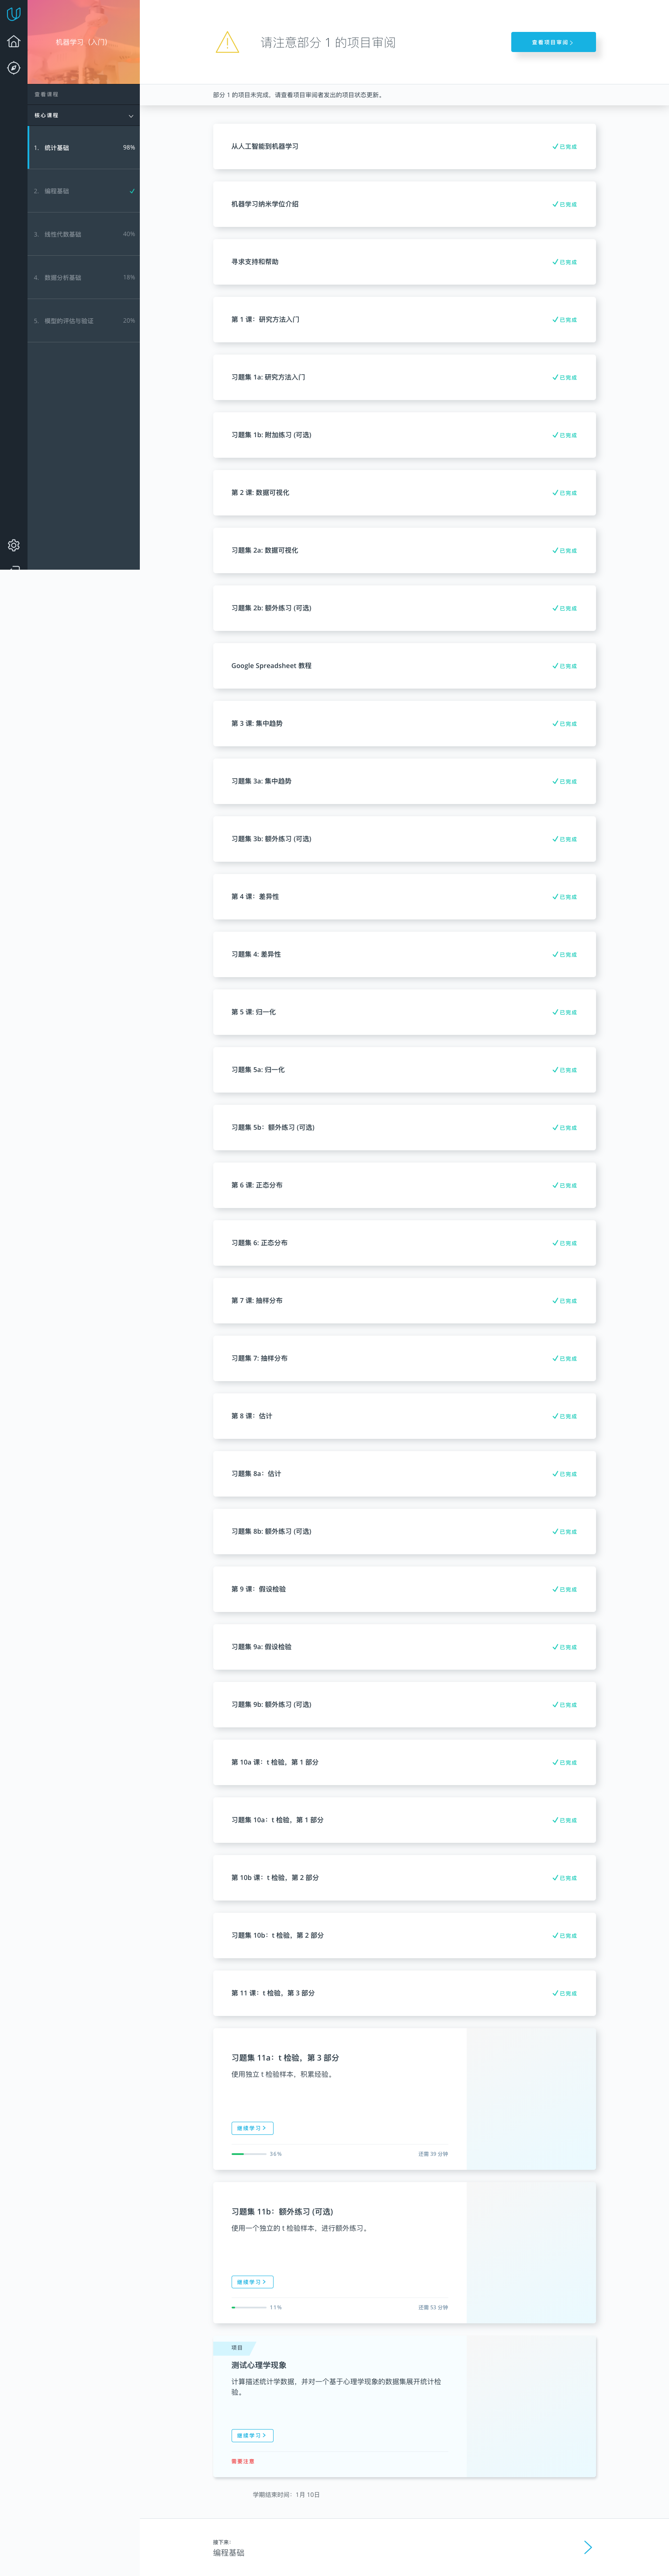 机器学习（入门）
查看课程
核心课程
1. 统计基础 98%
2. 编程基础
3. 线性代数基础 40%
4. 数据分析基础 18%
5. 模型的评估与验证 20%
请注意部分 1 的项目审阅
查看项目审阅
部分 1 的项目未完成，请查看项目审阅者发出的项目状态更新。
从人工智能到机器学习 已完成
机器学习纳米学位介绍 已完成
寻求支持和帮助 已完成
第 1 课：研究方法入门 已完成
习题集 1a: 研究方法入门 已完成
习题集 1b: 附加练习 (可选) 已完成
第 2 课: 数据可视化 已完成
习题集 2a: 数据可视化 已完成
习题集 2b: 额外练习 (可选) 已完成
Google Spreadsheet 教程 已完成
第 3 课: 集中趋势 已完成
习题集 3a: 集中趋势 已完成
习题集 3b: 额外练习 (可选) 已完成
第 4 课：差异性 已完成
习题集 4: 差异性 已完成
第 5 课: 归一化 已完成
习题集 5a: 归一化 已完成
习题集 5b：额外练习 (可选) 已完成
第 6 课: 正态分布 已完成
习题集 6: 正态分布 已完成
第 7 课: 抽样分布 已完成
习题集 7: 抽样分布 已完成
第 8 课：估计 已完成
习题集 8a：估计 已完成
习题集 8b: 额外练习 (可选) 已完成
第 9 课：假设检验 已完成
习题集 9a: 假设检验 已完成
习题集 9b: 额外练习 (可选) 已完成
第 10a 课：t 检验，第 1 部分 已完成
习题集 10a：t 检验，第 1 部分 已完成
第 10b 课：t 检验，第 2 部分 已完成
习题集 10b：t 检验，第 2 部分 已完成
第 11 课：t 检验，第 3 部分 已完成
习题集 11a：t 检验，第 3 部分
使用独立 t 检验样本，积累经验。
继续学习
36% 还需 39 分钟
习题集 11b：额外练习 (可选)
使用一个独立的 t 检验样本，进行额外练习。
继续学习
11% 还需 53 分钟
项目
测试心理学现象
计算描述统计学数据，并对一个基于心理学现象的数据集展开统计检
验。
继续学习
需要注意
学期结束时间：1月 10日
接下来:
编程基础